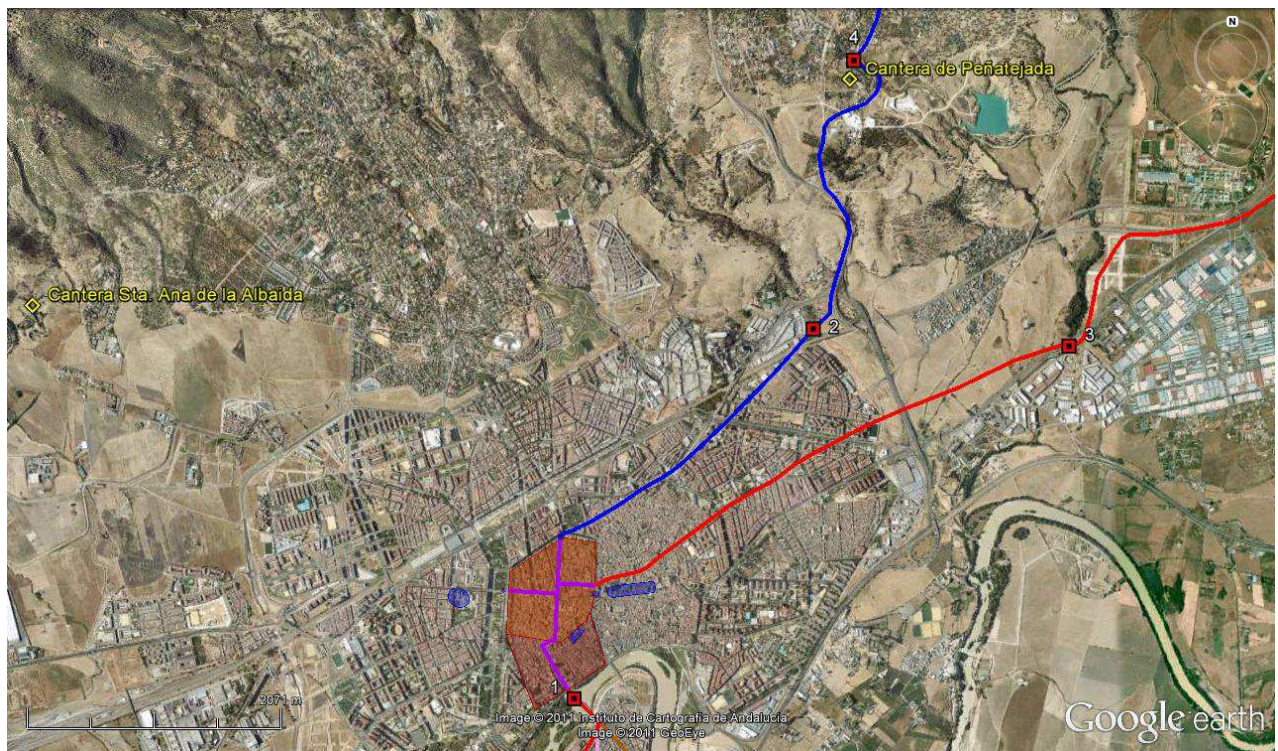 N
4
Cantera de Peñatejada
Cantera Sta. Ana de la Albaida
2
3
1
2071 m
Image © 2011 Instituto de Cartografía de Andalucía
Image © 2011 GeoEye
Google earth